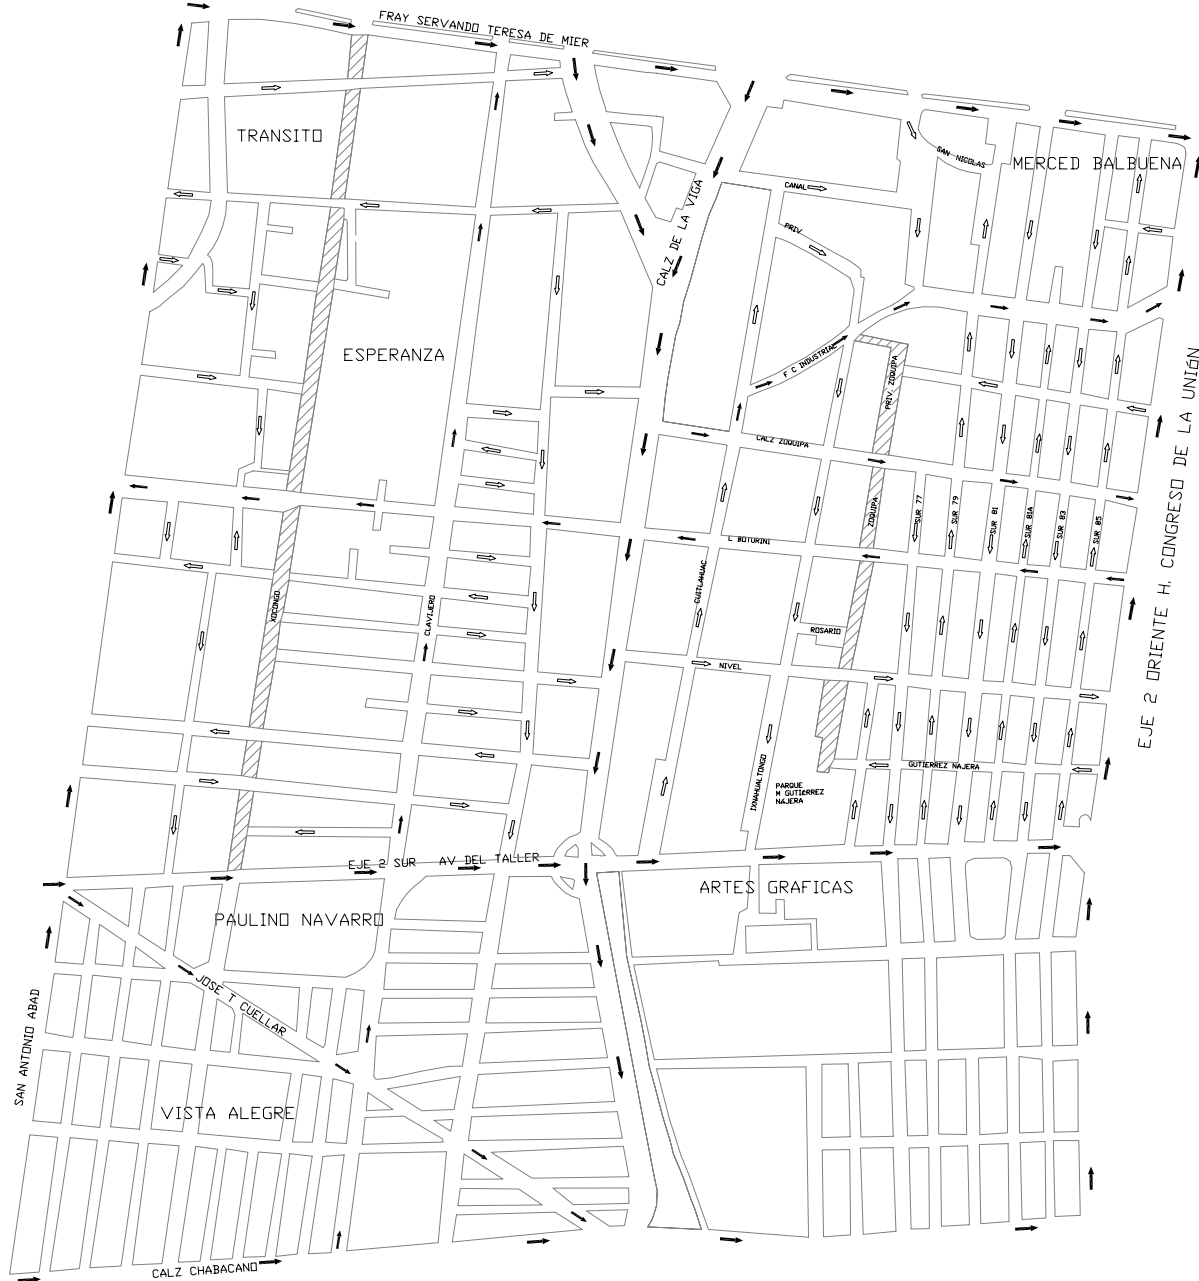 FRAY SERVANDO TERESA DE MIER
TRANSITO
SAN NICOLAS
MERCED BALBUENA
CANAL
CALZ DE LA VIGA
PRIV.
ESPERANZA
F C INDUSTRIAL
PRIV. ZOQUIPA
EJE 2 ORIENTE H. CONGRESO DE LA UNIÓN
CALZ ZOQUIPA
ZOQUIPA
SUR 77
SUR 79
SUR 81
SUR 81A
SUR 83
SUR 85
L BOTURINI
CUITLAHUAC
XOCONGO
CLAVIJERO
ROSARIO
NIVEL
IXNAHUALTONGO
GUTIERREZ NAJERA
PARQUE
M GUTIÉRREZ
NAJERA
EJE 2 SUR AV DEL TALLER
ARTES GRAFICAS
PAULINO NAVARRO
JOSE T CUELLAR
SAN ANTONIO ABAD
VISTA ALEGRE
CALZ CHABACANO